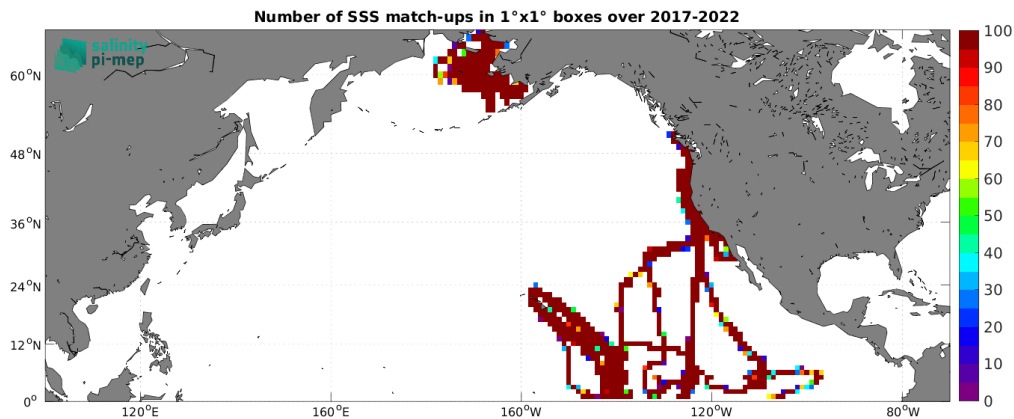 Number of SSS match-ups in 1°x1° boxes over 2017-2022
salinity
pi-mep
60°N
48°N
36°N
24°N
12°N
0°
120°E
160°E
160°W
120°W
80°W
100
90
80
70
60
50
40
30
20
10
0